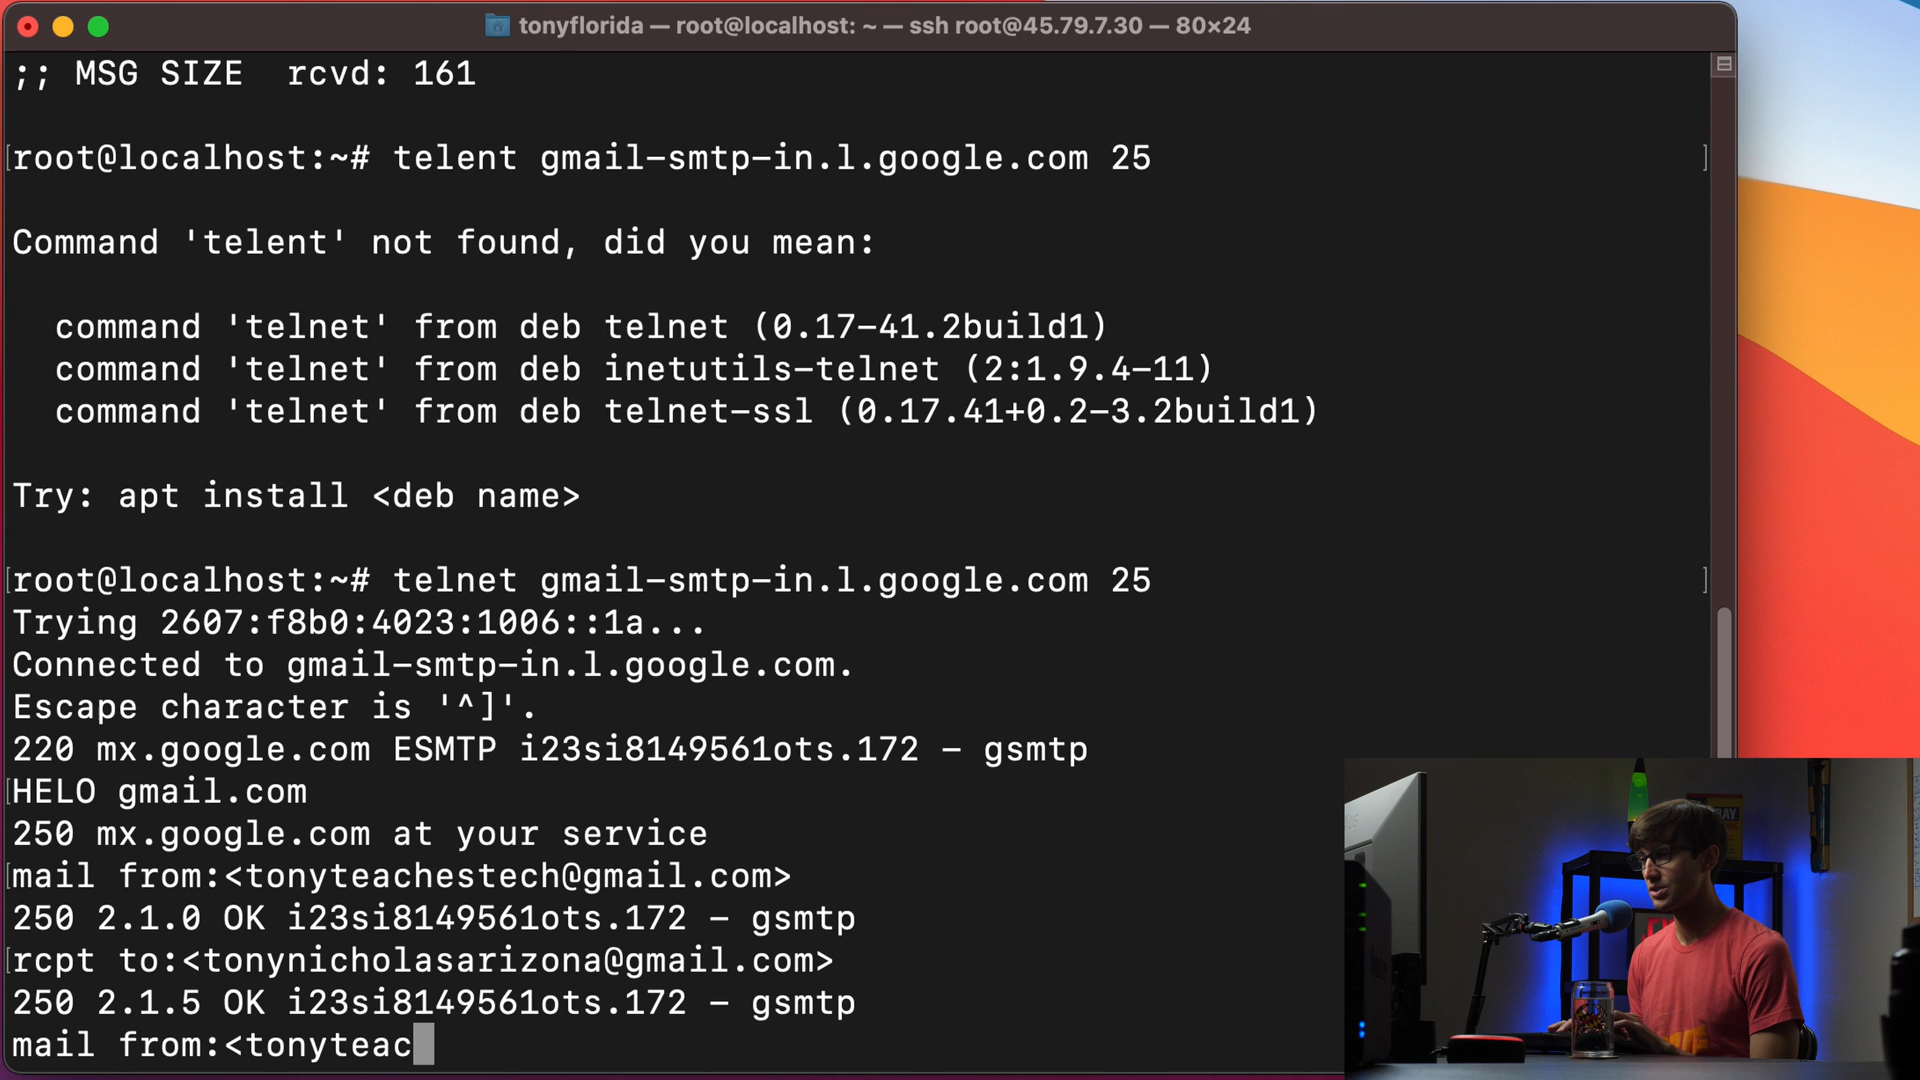 tonyflorida — root@localhost: ~ — ssh root@45.79.7.30 — 80×24
;; MSG SIZE  rcvd: 161
root@localhost:~# telent gmail-smtp-in.l.google.com 25
Command 'telent' not found, did you mean:
command 'telnet' from deb telnet (0.17-41.2build1)
command 'telnet' from deb inetutils-telnet (2:1.9.4-11)
command 'telnet' from deb telnet-ssl (0.17.41+0.2-3.2build1)
Try: apt install <deb name>
root@localhost:~# telnet gmail-smtp-in.l.google.com 25
Trying 2607:f8b0:4023:1006::1a...
Connected to gmail-smtp-in.l.google.com.
Escape character is '^]'.
220 mx.google.com ESMTP i23si8149561ots.172 - gsmtp
HELO gmail.com
250 mx.google.com at your service
mail from:<tonyteachestech@gmail.com>
250 2.1.0 OK i23si8149561ots.172 - gsmtp
rcpt to:<tonynicholasarizona@gmail.com>
250 2.1.5 OK i23si8149561ots.172 - gsmtp
mail from:<tonyteac